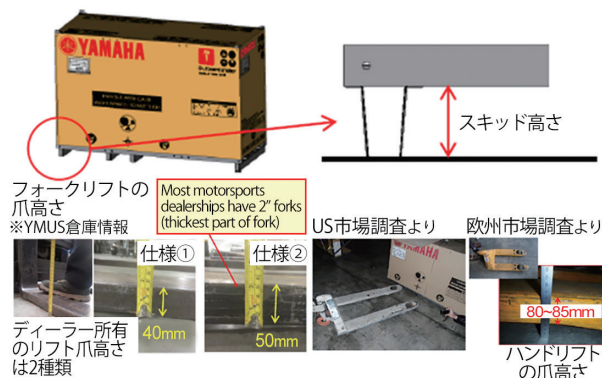 YAMAHA
スキッド高さ
フォークリフトの
爪高さ
※YMUS倉庫情報
Most motorsports
dealerships have 2" forks
(thickest part of fork)
US市場調査より
欧州市場調査より
仕様①
仕様②
YAMAHA
40mm
50mm
80~85mm
ディーラー所有
のリフト爪高さ
は2種類
ハンドリフト
の爪高さ